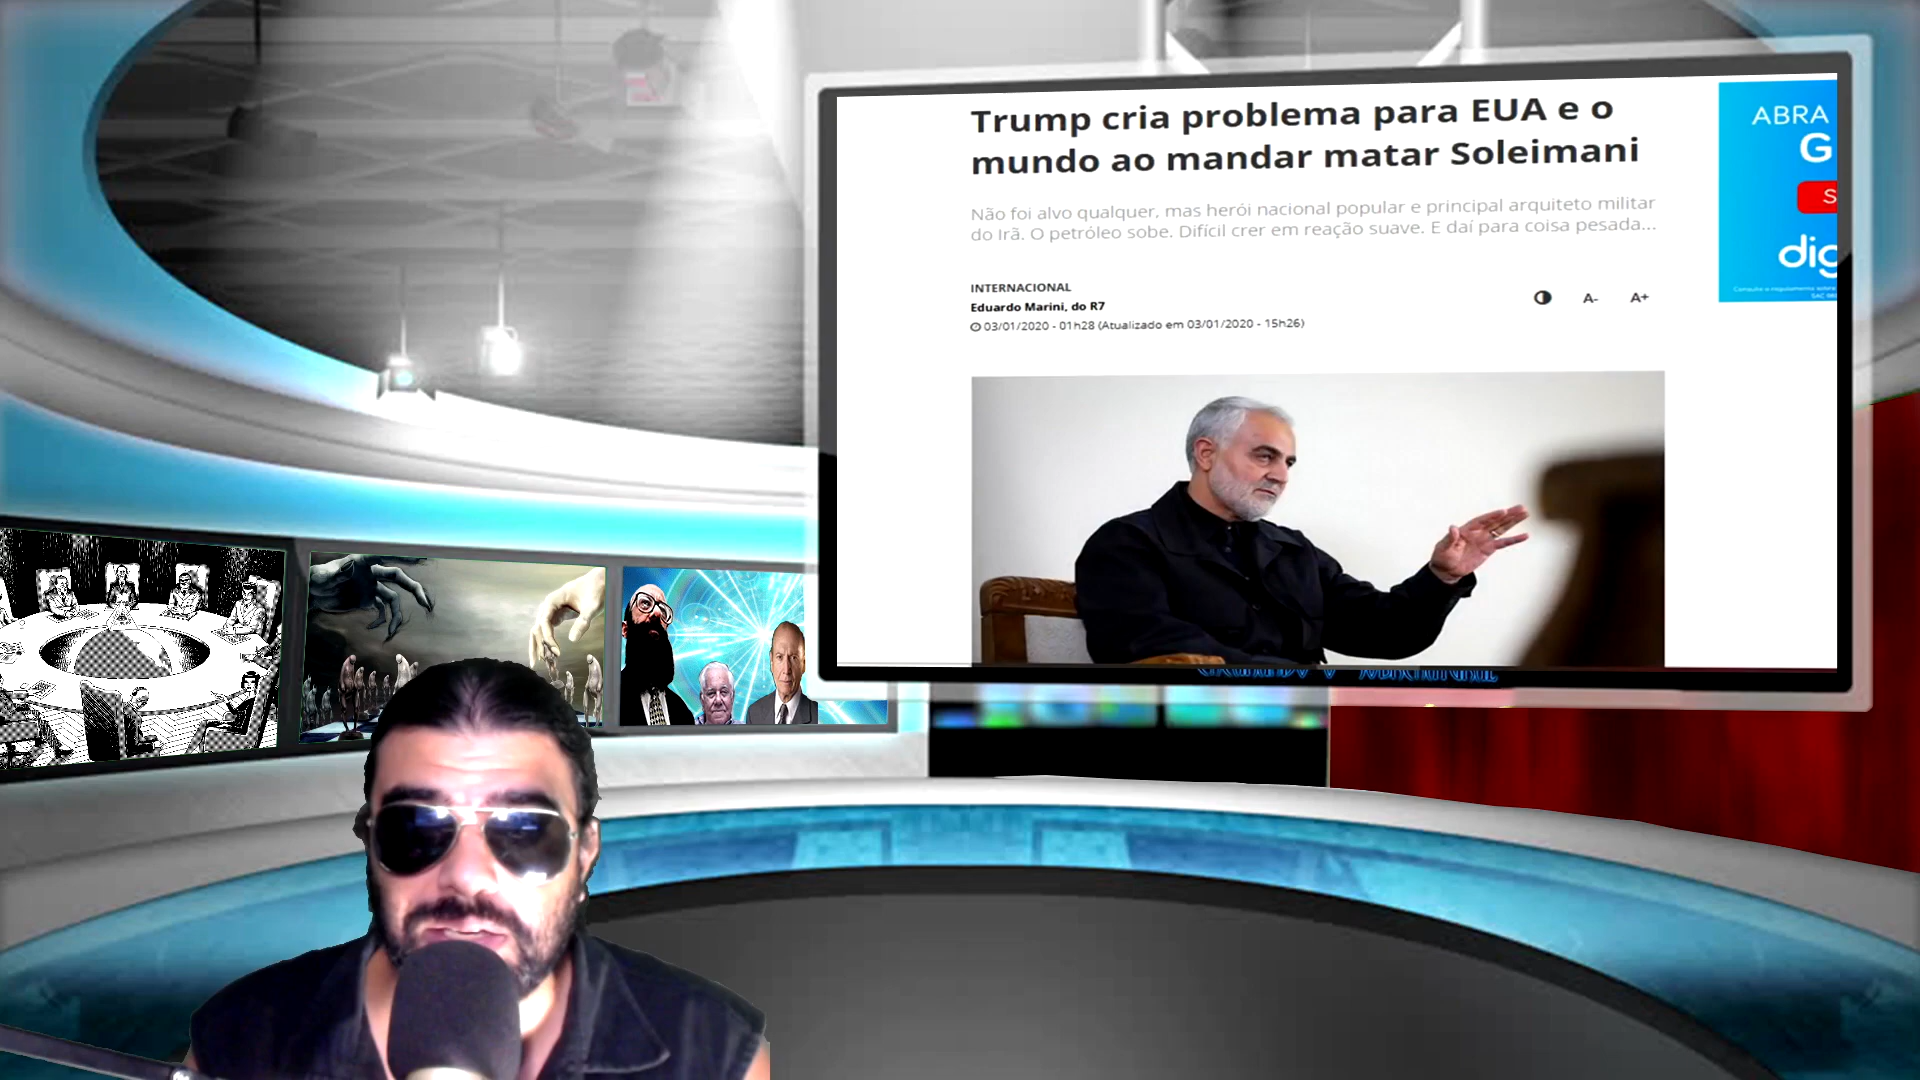 Trump cria problema para EUA e o
mundo ao mandar matar Soleimani
Não foi alvo qualquer, mas herói nacional popular e principal arquiteto militar
do Irã. O petróleo sobe. Difícil crer em reação suave. E daí para coisa pesada...
INTERNACIONAL
Eduardo Marini, do R7
03/01/2020 - 01h28 (Atualizado em 03/01/2020 - 15h26)
A-
A+
ABRA
G
S
dig